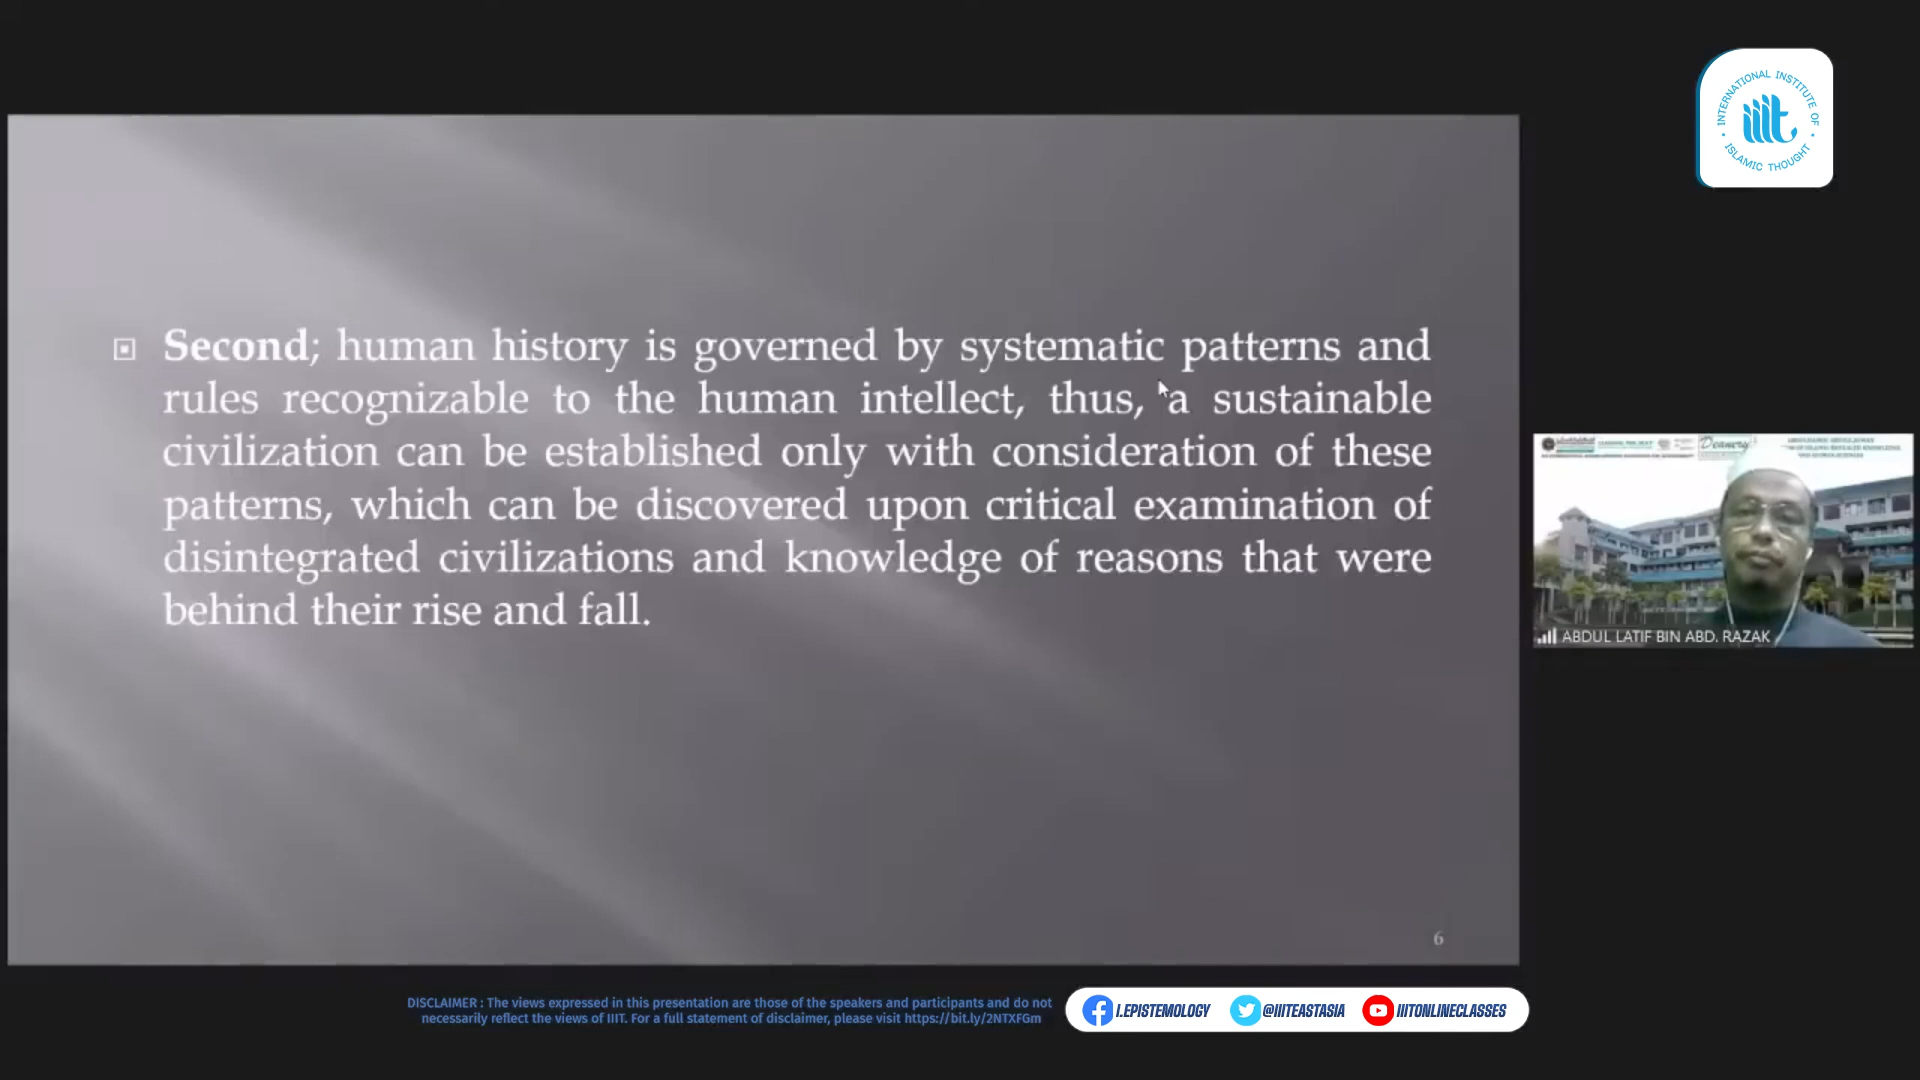 INTERNATIONAL INSTITUTE OF
ISLAMIC THOUGHT
iiit
Second; human history is governed by systematic patterns and
rules recognizable to the human intellect, thus, a sustainable
civilization can be established only with consideration of these
patterns, which can be discovered upon critical examination of
disintegrated civilizations and knowledge of reasons that were
behind their rise and fall.
6
Deanery
ABDUL LATIF BIN ABD. RAZAK
DISCLAIMER : The views expressed in this presentation are those of the speakers and participants and do not
necessarily reflect the views of IIIT. For a full statement of disclaimer, please visit https://bit.ly/2NTXFGm
I.EPISTEMOLOGY @IIITEASTASIA IIITONLINECLASSES